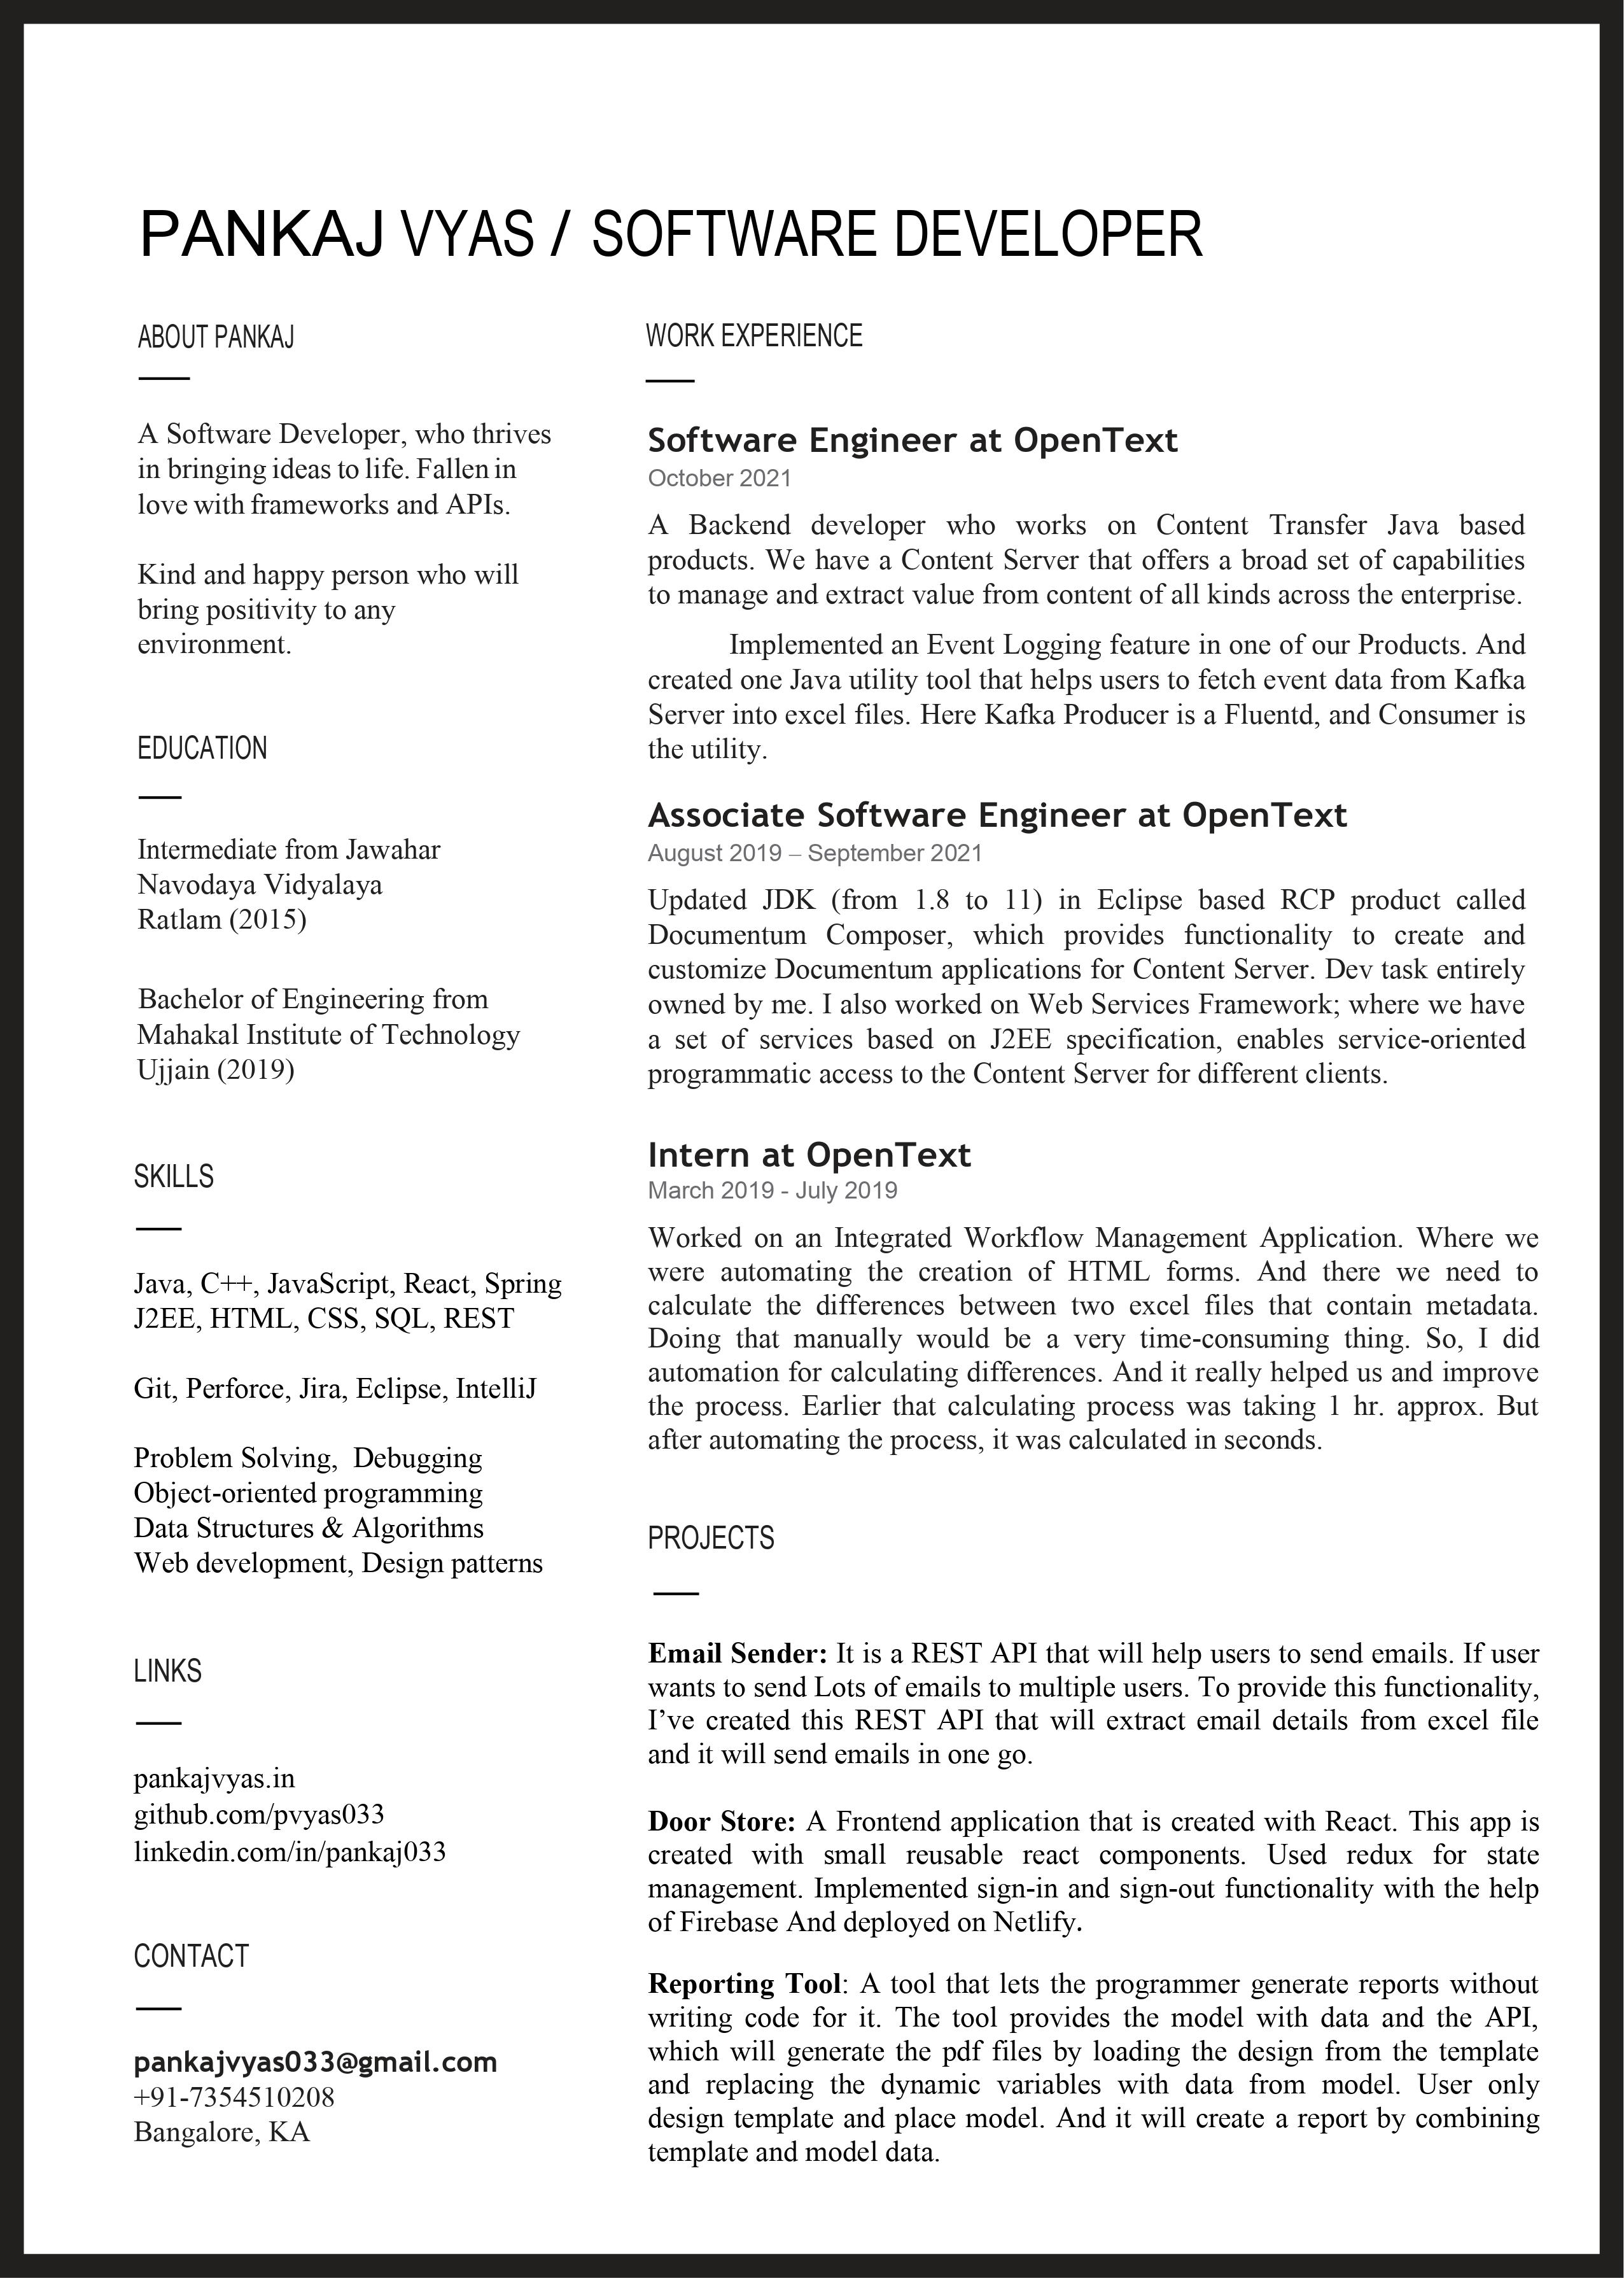 PANKAJ VYAS / SOFTWARE DEVELOPER
ABOUT PANKAJ
A Software Developer, who thrives
in bringing ideas to life. Fallen in
love with frameworks and APIs.
Kind and happy person who will
bring positivity to any
environment.
EDUCATION
Intermediate from Jawahar
Navodaya Vidyalaya
Ratlam (2015)
Bachelor of Engineering from
Mahakal Institute of Technology
Ujjain (2019)
SKILLS
Java, C++, JavaScript, React, Spring
J2EE, HTML, CSS, SQL, REST
Git, Perforce, Jira, Eclipse, IntelliJ
Problem Solving, Debugging
Object-oriented programming
Data Structures & Algorithms
Web development, Design patterns
LINKS
pankajvyas.in
github.com/pvyas033
linkedin.com/in/pankaj033
CONTACT
pankajvyas033@gmail.com
+91-7354510208
Bangalore, KA
WORK EXPERIENCE
Software Engineer at OpenText
October 2021
A Backend developer who works on Content Transfer Java based
products. We have a Content Server that offers a broad set of capabilities
to manage and extract value from content of all kinds across the enterprise.
Implemented an Event Logging feature in one of our Products. And
created one Java utility tool that helps users to fetch event data from Kafka
Server into excel files. Here Kafka Producer is a Fluentd, and Consumer is
the utility.
Associate Software Engineer at OpenText
August 2019 – September 2021
Updated JDK (from 1.8 to 11) in Eclipse based RCP product called
Documentum Composer, which provides functionality to create and
customize Documentum applications for Content Server. Dev task entirely
owned by me. I also worked on Web Services Framework; where we have
a set of services based on J2EE specification, enables service-oriented
programmatic access to the Content Server for different clients.
Intern at OpenText
March 2019 - July 2019
Worked on an Integrated Workflow Management Application. Where we
were automating the creation of HTML forms. And there we need to
calculate the differences between two excel files that contain metadata.
Doing that manually would be a very time-consuming thing. So, I did
automation for calculating differences. And it really helped us and improve
the process. Earlier that calculating process was taking 1 hr. approx. But
after automating the process, it was calculated in seconds.
PROJECTS
Email Sender: It is a REST API that will help users to send emails. If user
wants to send Lots of emails to multiple users. To provide this functionality,
I’ve created this REST API that will extract email details from excel file
and it will send emails in one go.
Door Store: A Frontend application that is created with React. This app is
created with small reusable react components. Used redux for state
management. Implemented sign-in and sign-out functionality with the help
of Firebase And deployed on Netlify.
Reporting Tool: A tool that lets the programmer generate reports without
writing code for it. The tool provides the model with data and the API,
which will generate the pdf files by loading the design from the template
and replacing the dynamic variables with data from model. User only
design template and place model. And it will create a report by combining
template and model data.